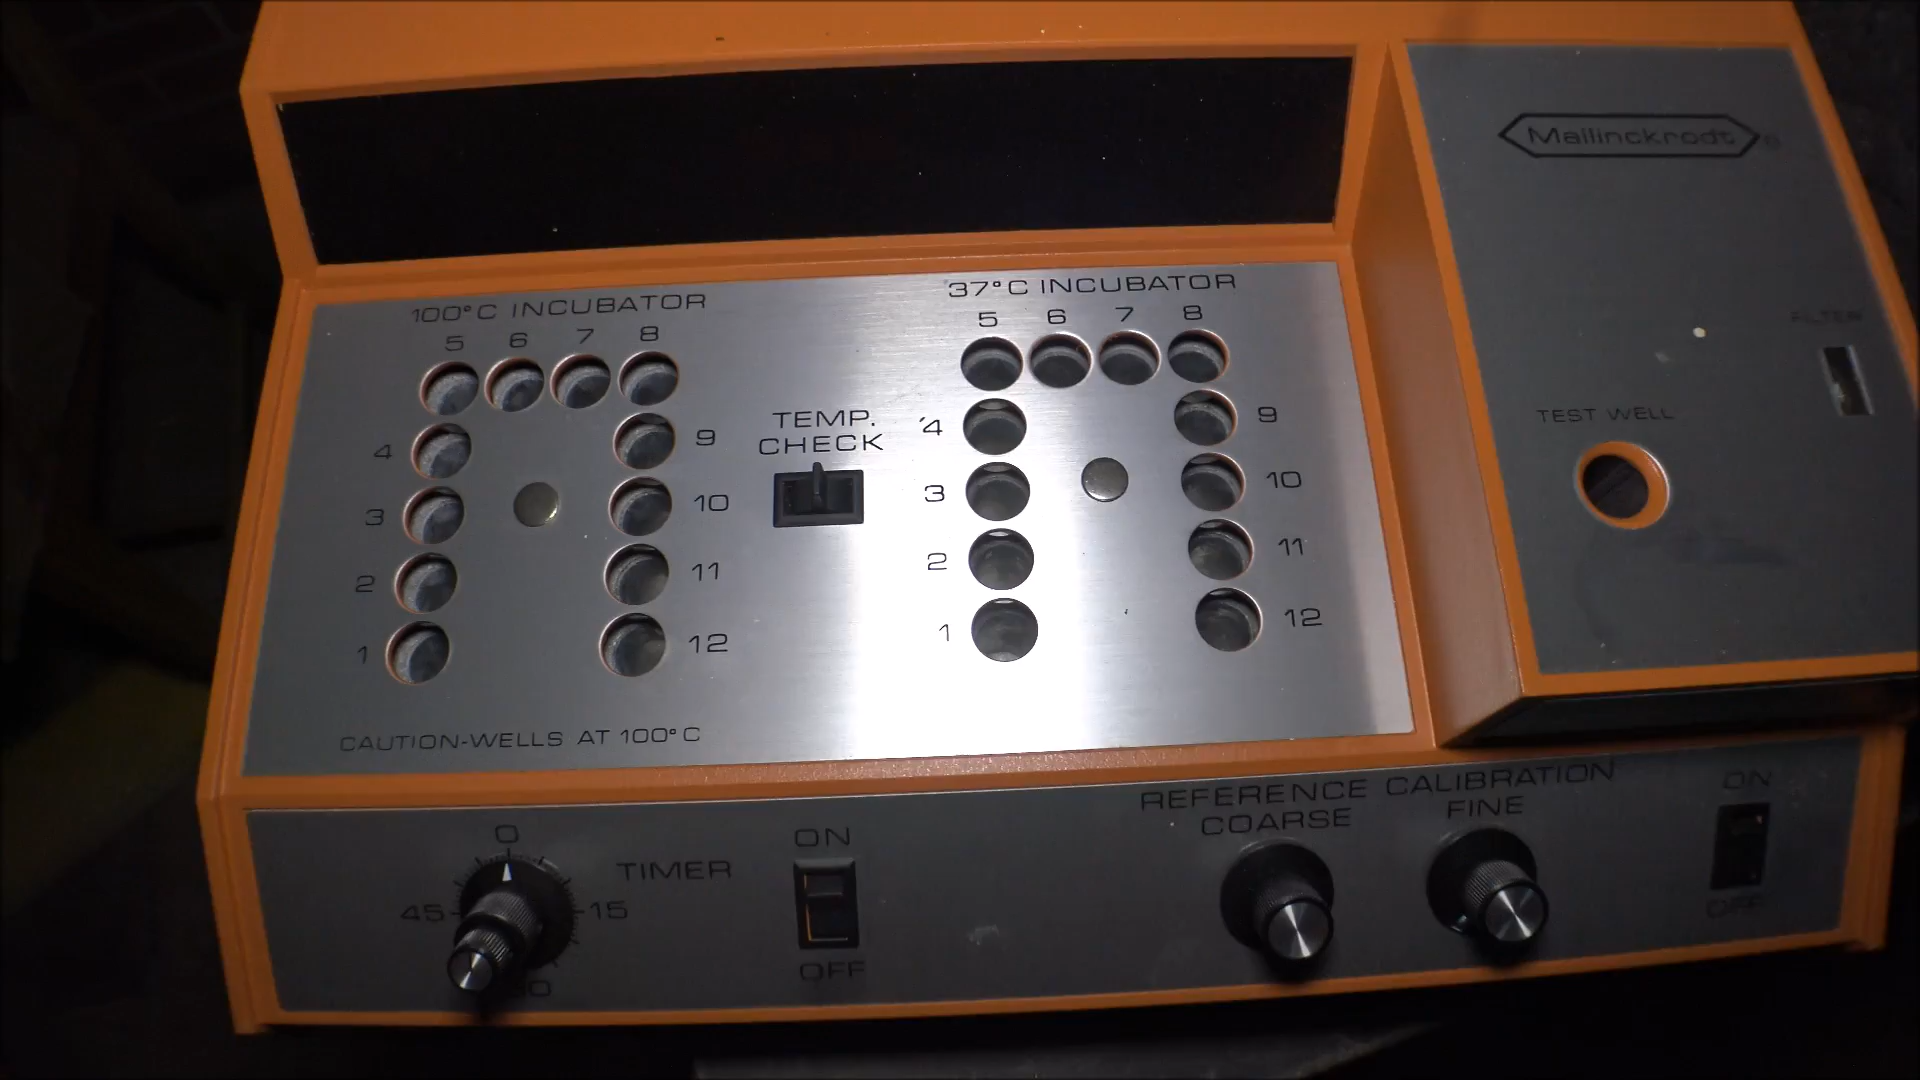 Mallinckrodt®
100°C INCUBATOR
5 6 7 8
4 9
3 10
2 11
1 12
CAUTION-WELLS AT 100°C
TEMP.
CHECK
37°C INCUBATOR
5 6 7 8
4 9
3 10
2 11
1 12
FILTER
TEST WELL
0
45 15
TIMER
ON
OFF
REFERENCE CALIBRATION
COARSE FINE
ON
OFF